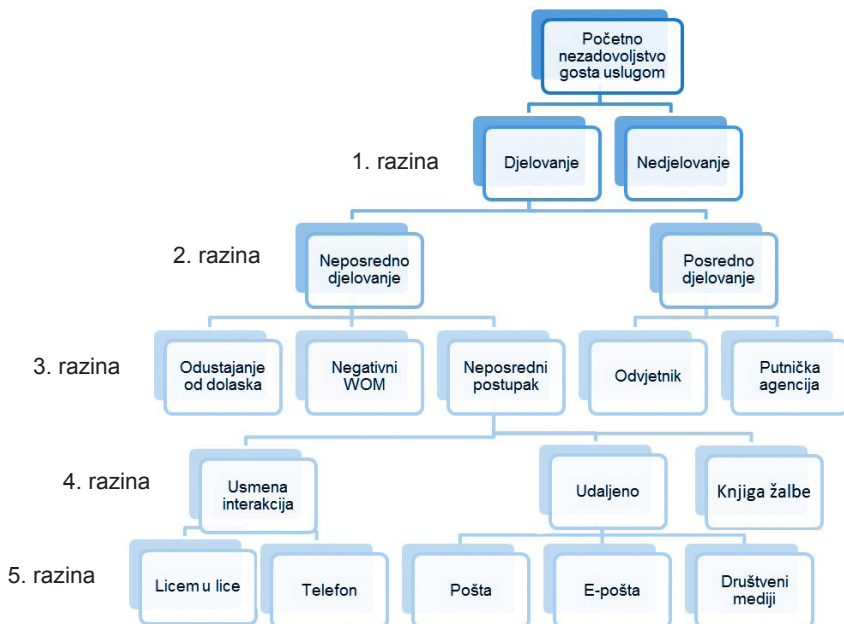 Početno
nezadovoljstvo
gosta uslugom
1. razina
Djelovanje
Nedjelovanje
2. razina
Neposredno
djelovanje
Posredno
djelovanje
3. razina
Odustajanje
od dolaska
Negativni
WOM
Neposredni
postupak
Odvjetnik
Putnička
agencija
4. razina
Usmena
interakcija
Udaljeno
Knjiga žalbe
5. razina
Licem u lice
Telefon
Pošta
E-pošta
Društveni
mediji